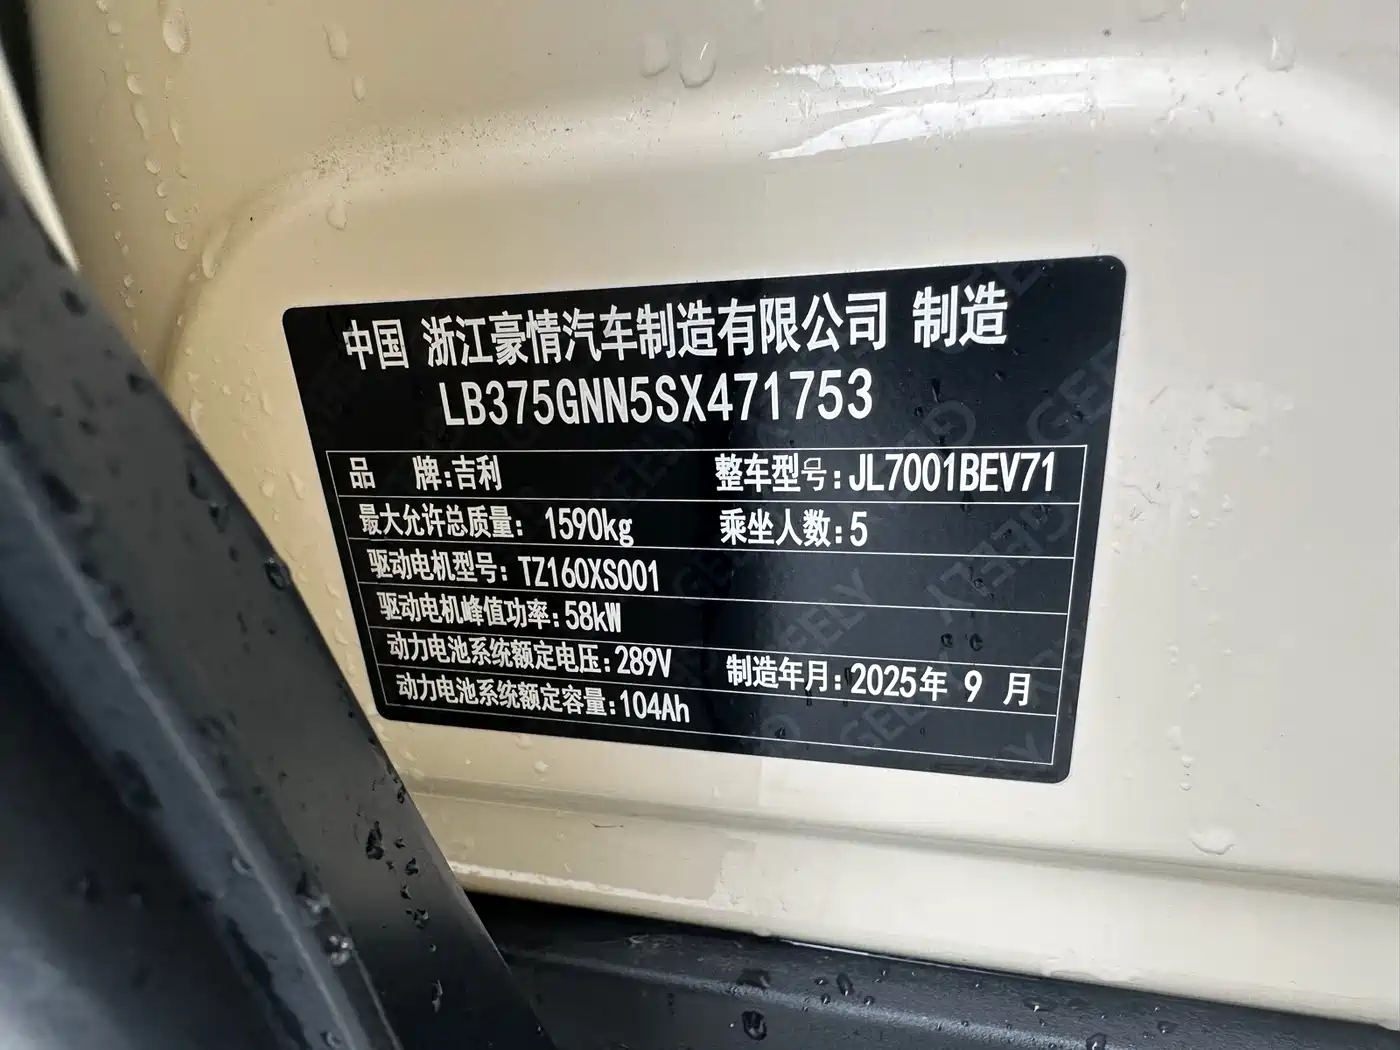 中国 浙江豪情汽车制造有限公司 制造
LB375GNN5SX471753
品 牌:吉利 整车型号:JL7001BEV71
最大允许总质量: 1590kg 乘坐人数:5
驱动电机型号: TZ160XS001
驱动电机峰值功率:58kW
动力电池系统额定电压:289V 制造年月:2025年 9 月
动力电池系统额定容量:104Ah